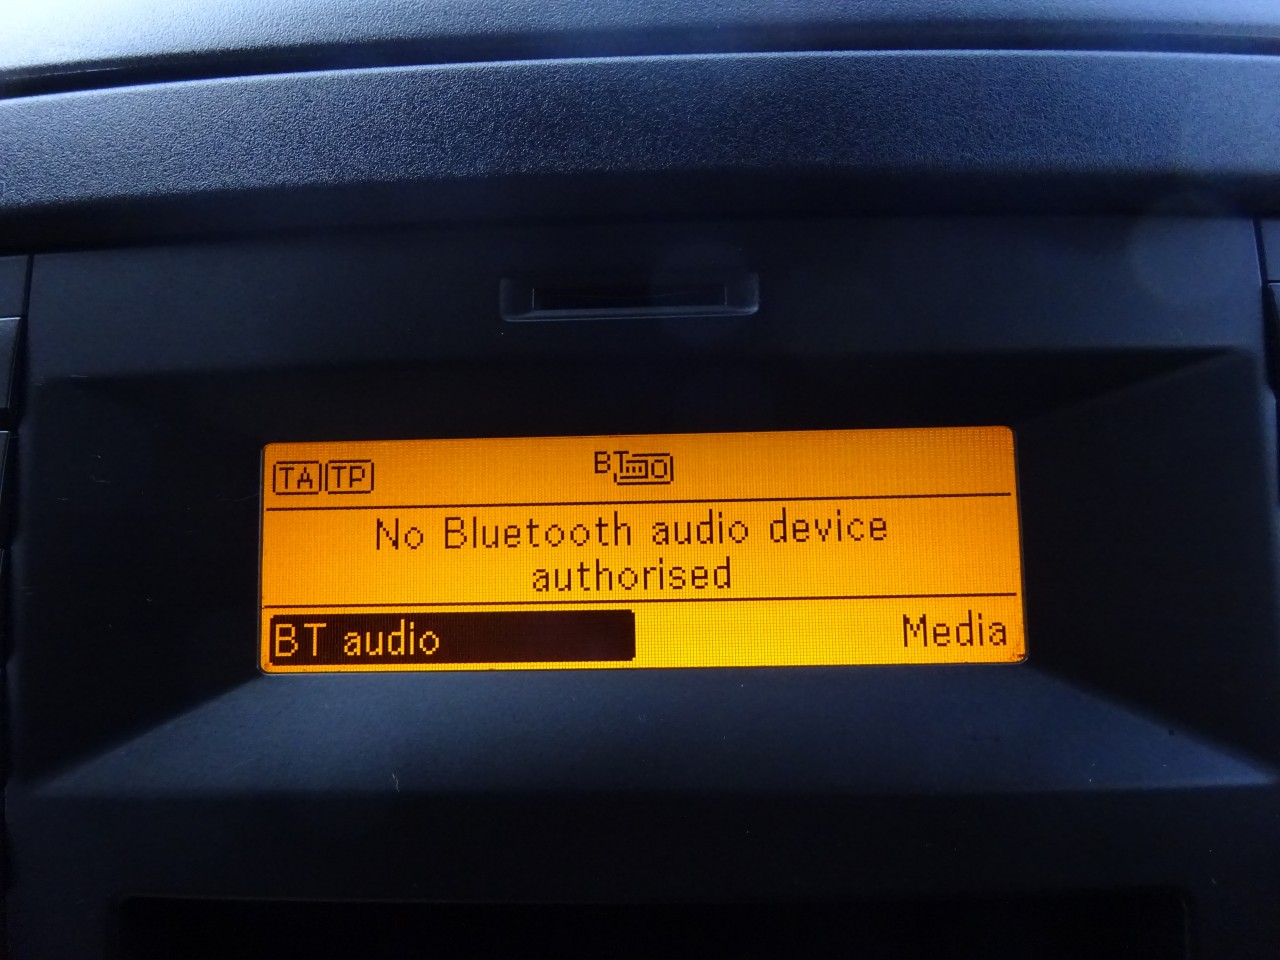 TA TP BT
No Bluetooth audio device
authorised
BT audio Media